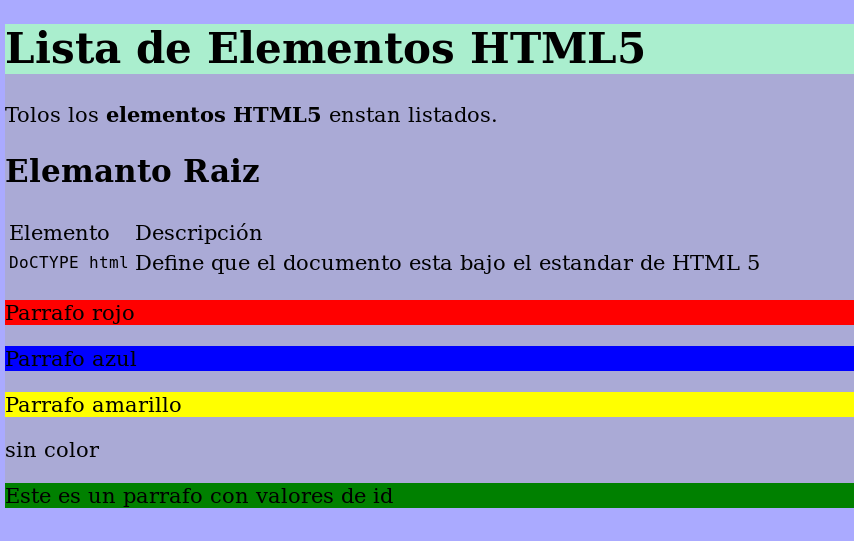 Lista de Elementos HTML5
Tolos los elementos HTML5 enstan listados.
Elemanto Raiz
Elemento Descripción
DoCTYPE html Define que el documento esta bajo el estandar de HTML 5
Parrafo rojo
Parrafo azul
Parrafo amarillo
sin color
Este es un parrafo con valores de id